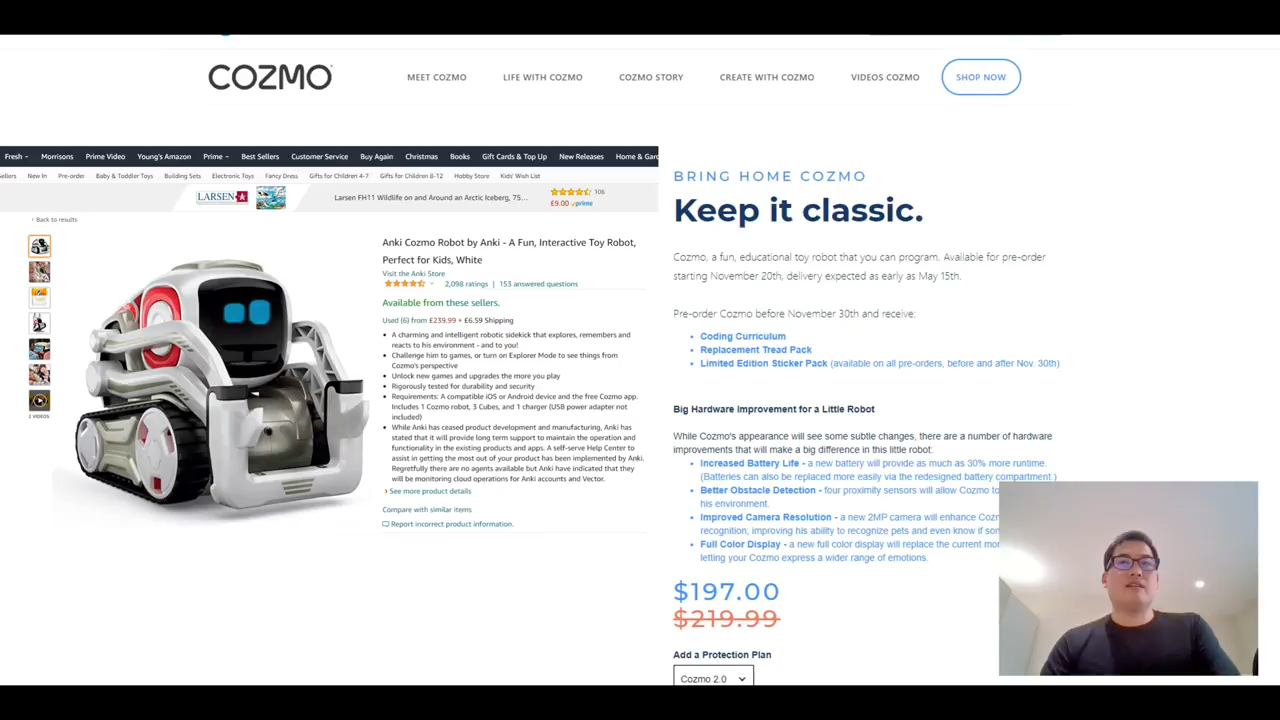 COZMO
MEET COZMO
LIFE WITH COZMO
COZMO STORY
CREATE WITH COZMO
VIDEOS COZMO
SHOP NOW
Fresh
Morrisons
Prime Video
Young's Amazon
Prime
Best Sellers
Customer Service
Buy Again
Christmas
Books
Gift Cards & Top Up
New Releases
Home & Gard
ellers
New In
Pre-order
Baby & Toddler Toys
Building Sets
Electronic Toys
Fancy Dress
Gifts for Children 4-7
Gifts for Children 8-12
Hobby Store
Kids' Wish List
LARSEN
Larsen FH11 Wildlife on and Around an Arctic Iceberg, 75...
106
£9.00 prime
‹ Back to results
1 VIDEOS
Anki Cozmo Robot by Anki - A Fun, Interactive Toy Robot,
Perfect for Kids, White
Visit the Anki Store
2,098 ratings | 153 answered questions
Available from these sellers.
Used (6) from £239.99 + £6.59 Shipping
• A charming and intelligent robotic sidekick that explores, remembers and
reacts to his environment - and to you!
• Challenge him to games, or turn on Explorer Mode to see things from
Cozmo's perspective
• Unlock new games and upgrades the more you play
• Rigorously tested for durability and security
• Requirements: A compatible iOS or Android device and the free Cozmo app.
Includes 1 Cozmo robot, 3 Cubes, and 1 charger (USB power adapter not
included)
• While Anki has ceased product development and manufacturing, Anki has
stated that it will provide long term support to maintain the operation and
functionality in the existing products and apps. A self-serve Help Center to
assist in getting the most out of your product has been implemented by Anki.
Regretfully there are no agents available but Anki have indicated that they
will be monitoring cloud operations for Anki accounts and Vector.
› See more product details
Compare with similar items
Report incorrect product information.
BRING HOME COZMO
Keep it classic.
Cozmo, a fun, educational toy robot that you can program. Available for pre-order
starting November 20th, delivery expected as early as May 15th.
Pre-order Cozmo before November 30th and receive:
• Coding Curriculum
• Replacement Tread Pack
• Limited Edition Sticker Pack (available on all pre-orders, before and after Nov. 30th)
Big Hardware Improvement for a Little Robot
While Cozmo's appearance will see some subtle changes, there are a number of hardware
improvements that will make a big difference in this little robot:
• Increased Battery Life - a new battery will provide as much as 30% more runtime.
(Batteries can also be replaced more easily via the redesigned battery compartment.)
• Better Obstacle Detection - four proximity sensors will allow Cozmo to
his environment.
• Improved Camera Resolution - a new 2MP camera will enhance Cozm
recognition; improving his ability to recognize pets and even know if som
• Full Color Display - a new full color display will replace the current mon
letting your Cozmo express a wider range of emotions.
$197.00
$219.99
Add a Protection Plan
Cozmo 2.0